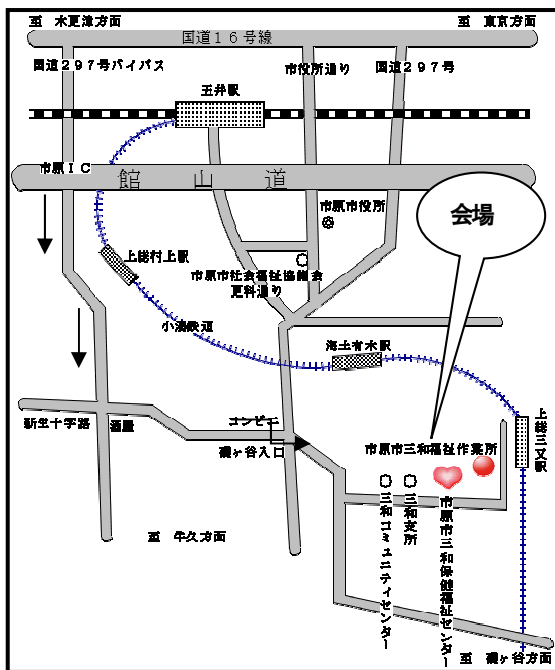 至 木更津方面
至 東京方面
国道１６号線
国道２９７号バイパス
市役所通り
国道２９７号
五井駅
市原ＩＣ
館 山 道
市原市役所
会場
上総村上駅
市原市社会福祉協議会
更科通り
小湊鉄道
海士有木駅
上総三又駅
新生十字路
酒屋
コンビニ
磯ヶ谷入口
市原市三和福祉作業所
三和コミュニティセンター
三和支所
市原市三和保健福祉センター
至 牛久方面
至 磯ヶ谷方面